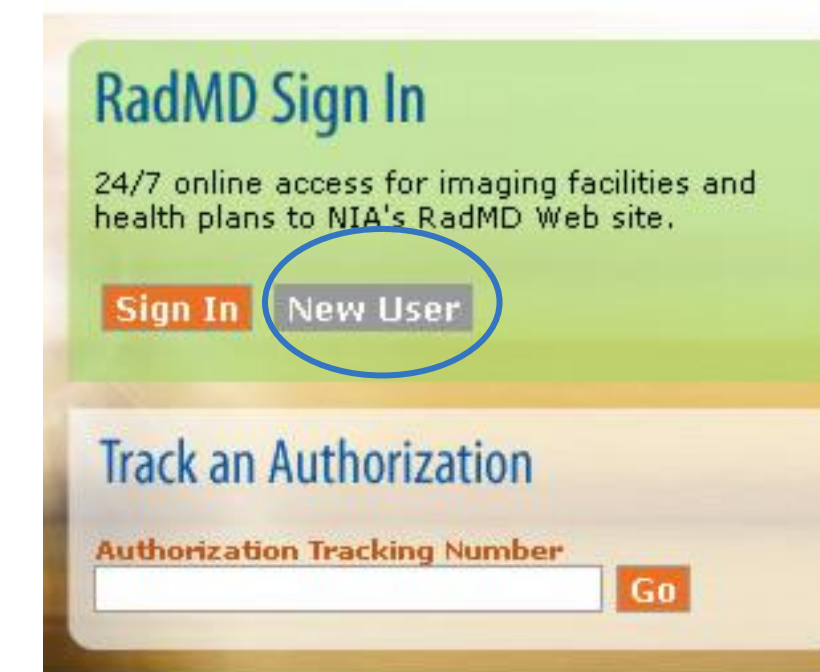 RadMD Sign In
24/7 online access for imaging facilities and
health plans to NIA's RadMD Web site.
Sign In New User
Track an Authorization
Authorization Tracking Number
Go